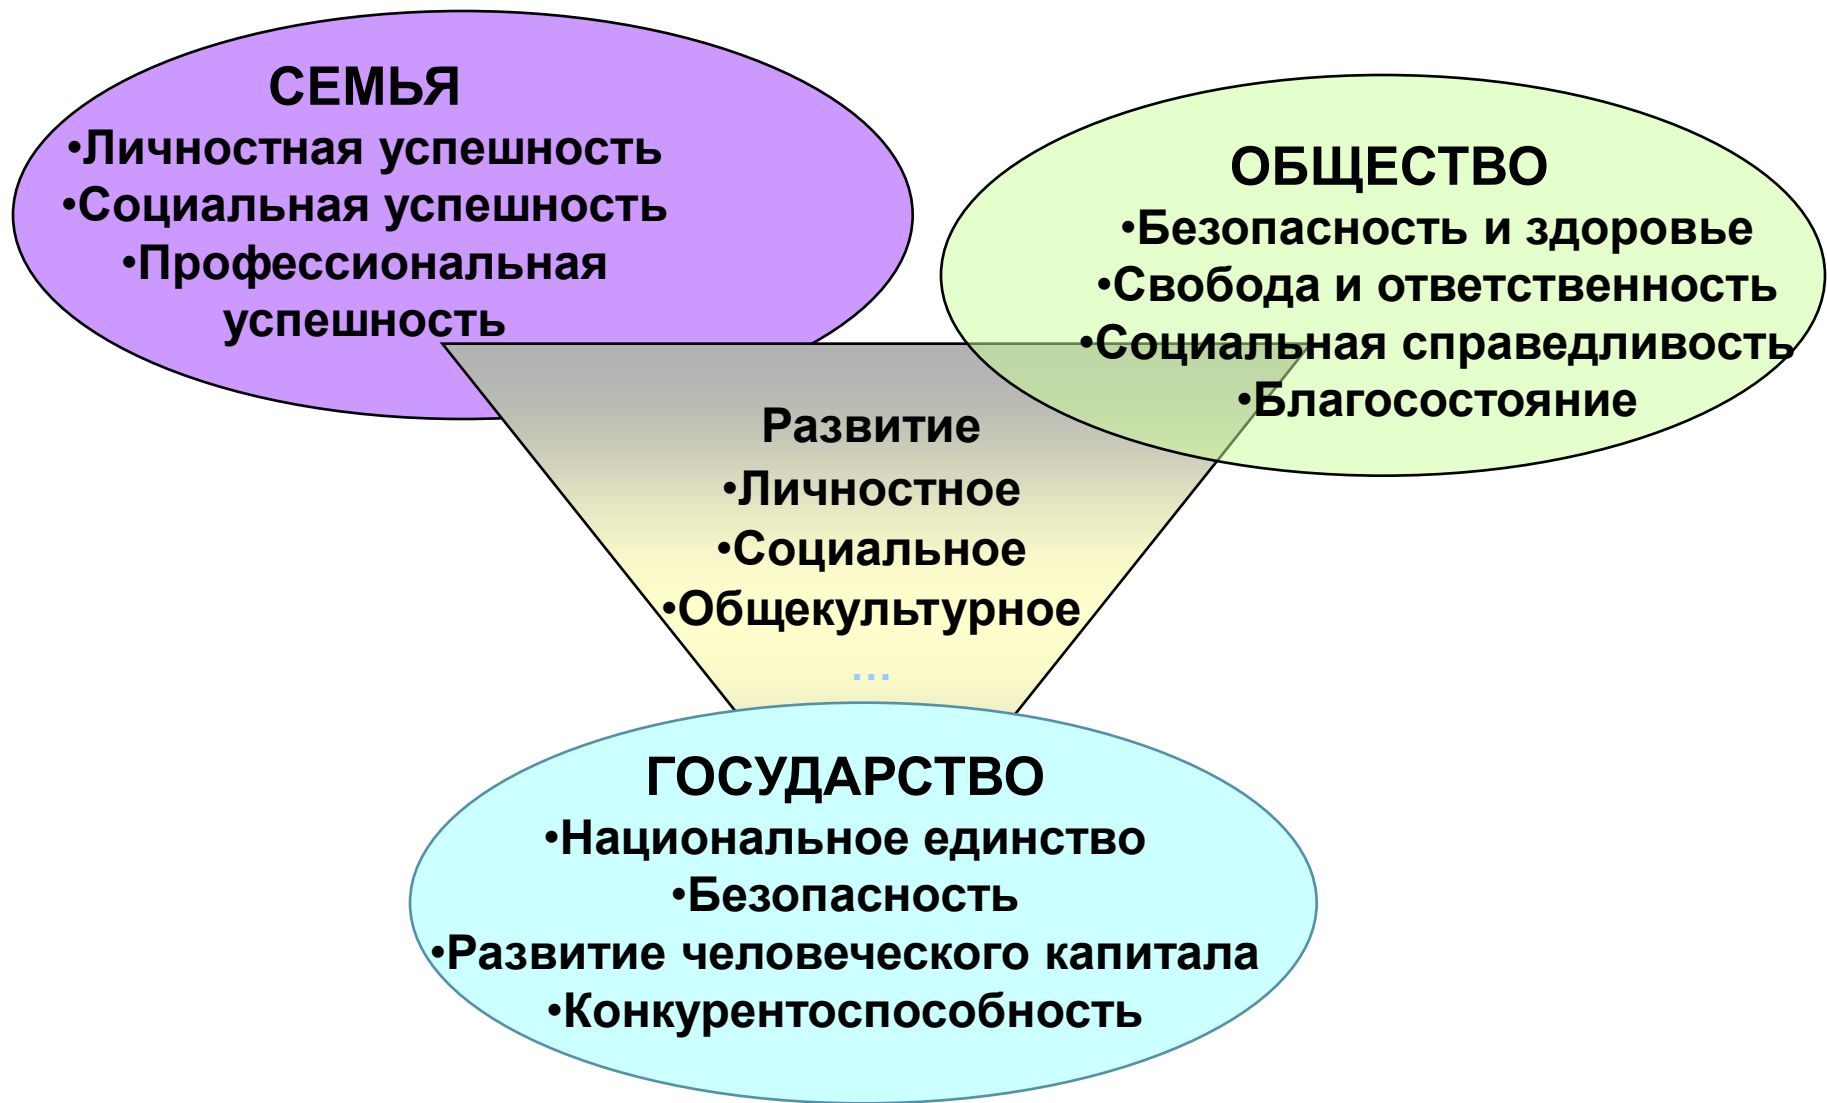 СЕМЬЯ
•Личностная успешность
•Социальная успешность
•Профессиональная
успешность
ОБЩЕСТВО
•Безопасность и здоровье
•Свобода и ответственность
•Социальная справедливость
•Благосостояние
Развитие
•Личностное
•Социальное
•Общекультурное
…
ГОСУДАРСТВО
•Национальное единство
•Безопасность
•Развитие человеческого капитала
•Конкурентоспособность